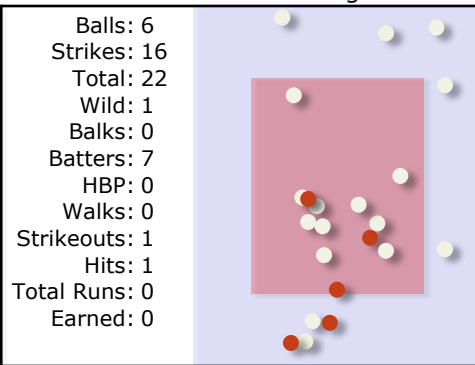 Balls: 6
Strikes: 16
Total: 22
Wild: 1
Balks: 0
Batters: 7
HBP: 0
Walks: 0
Strikeouts: 1
Hits: 1
Total Runs: 0
Earned: 0